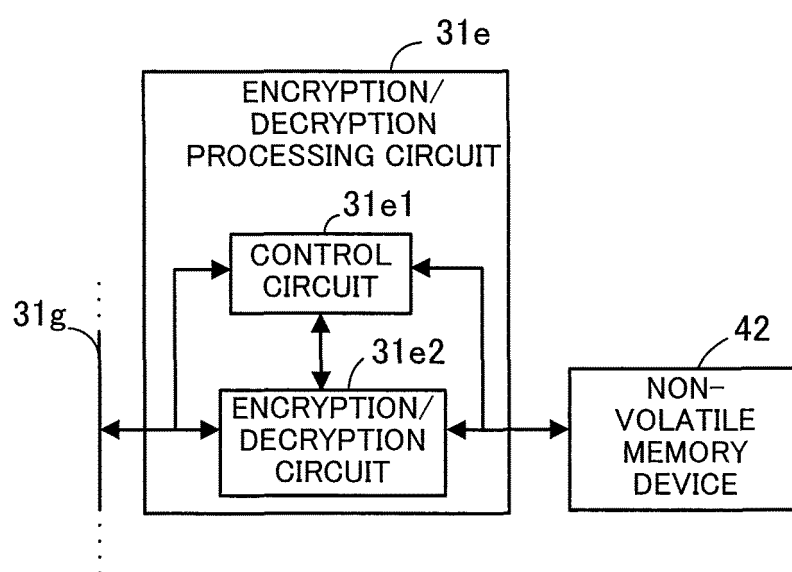 31e
ENCRYPTION/
DECRYPTION
PROCESSING CIRCUIT
31e1
CONTROL
CIRCUIT
31g
31e2
ENCRYPTION/
DECRYPTION
CIRCUIT
42
NON-
VOLATILE
MEMORY
DEVICE